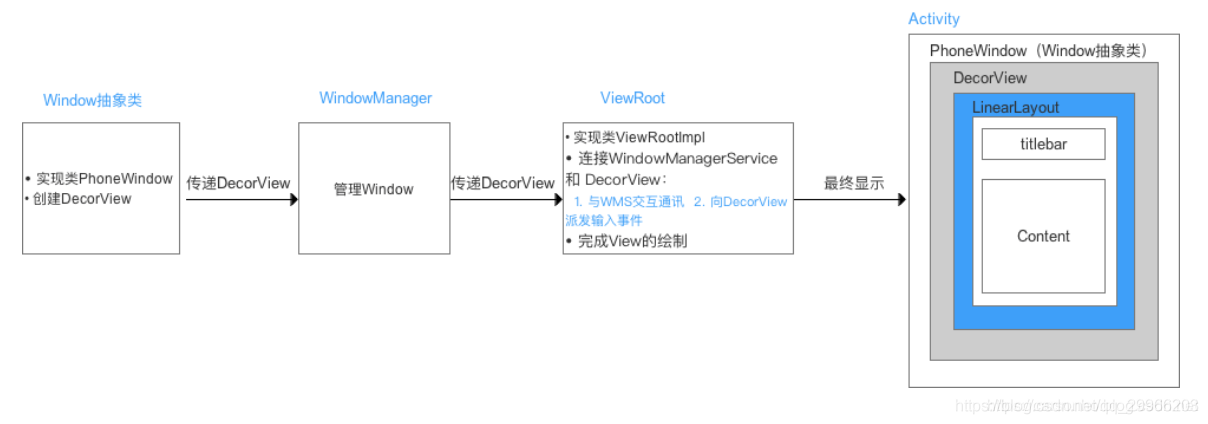 Window抽象类
• 实现类PhoneWindow
• 创建DecorView
传递DecorView
WindowManager
管理Window
传递DecorView
ViewRoot
• 实现类ViewRootImpl
• 连接WindowManagerService
和 DecorView：
1. 与WMS交互通讯 2. 向DecorView
派发输入事件
• 完成View的绘制
最终显示
Activity
PhoneWindow（Window抽象类）
DecorView
LinearLayout
titlebar
Content